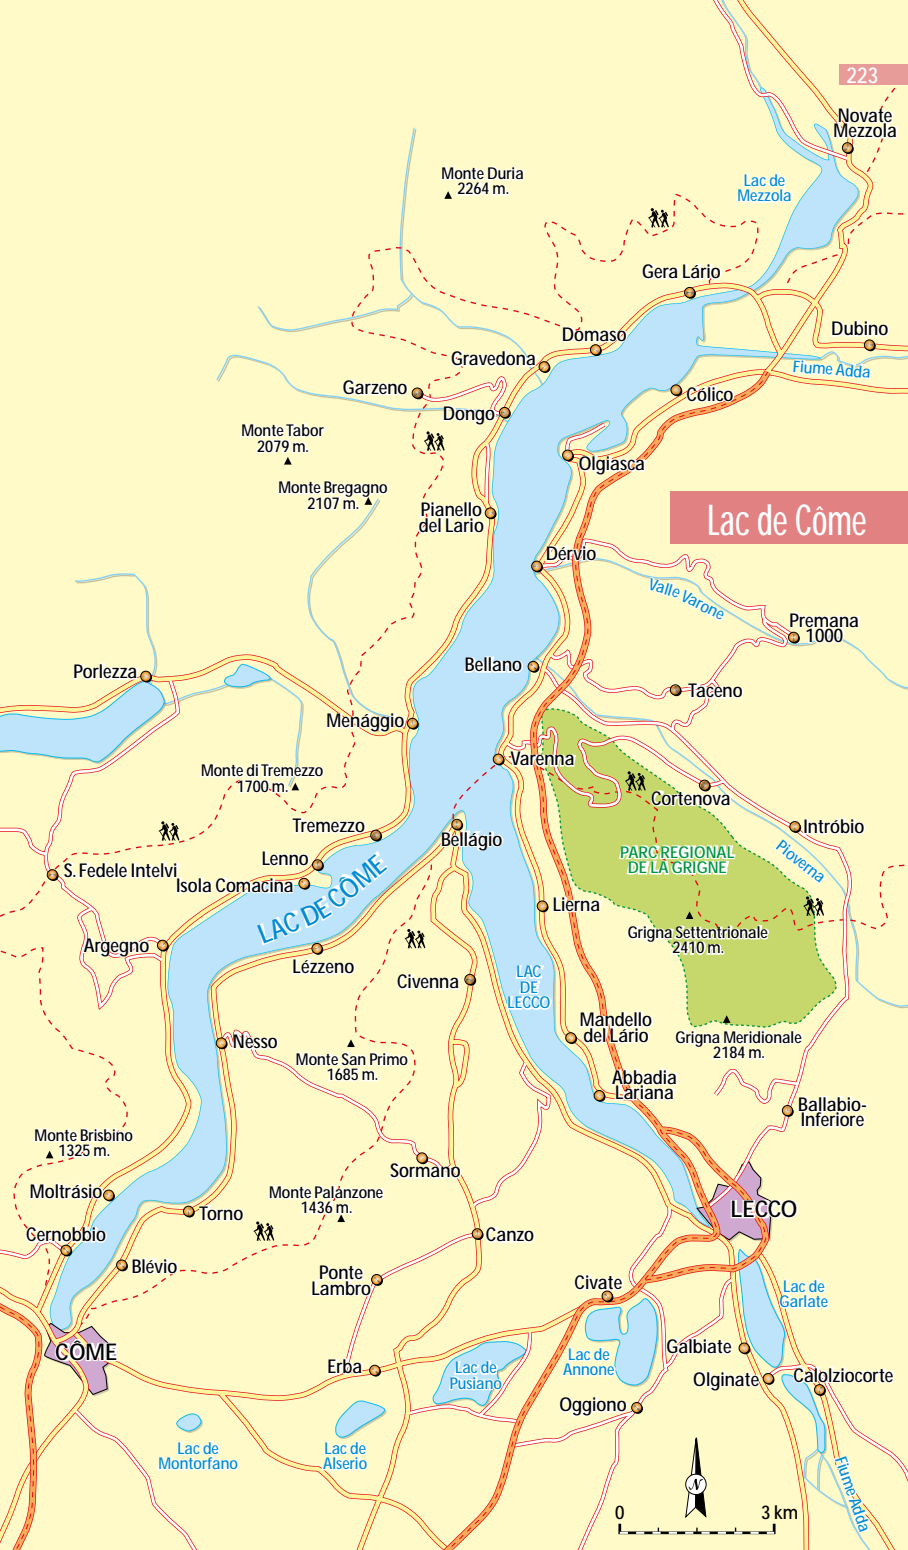 223
Novate
Mezzola
Monte Duria
2264 m.
Lac de
Mezzola
Gera Lário
Domaso
Dubino
Gravedona
Fiume Adda
Garzeno
Cólico
Dongo
Monte Tabor
2079 m.
Olgiasca
Monte Bregagno
2107 m.
Pianello
del Lario
Lac de Côme
Dérvio
Valle Varone
Premana
1000
Bellano
Porlezza
Taceno
Menággio
Varenna
Monte di Tremezzo
1700 m.
Cortenova
Tremezzo
Bellágio
Intróbio
Lenno
PARC REGIONAL
DE LA GRIGNE
Pioverna
S. Fedele Intelvi
Isola Comacina
LAC DE CÔME
Lierna
Argegno
Grigna Settentrionale
2410 m.
Lézzeno
Civenna
LAC
DE
LECCO
Nesso
Mandello
del Lário
Monte San Primo
1685 m.
Grigna Meridionale
2184 m.
Abbadia
Lariana
Ballabio-
Inferiore
Monte Brisbino
1325 m.
Sormano
Moltrásio
Monte Palanzone
1436 m.
Torno
LECCO
Cernobbio
Canzo
Blévio
Ponte
Lambro
Civate
Lac de
Garlate
CÔME
Galbiate
Erba
Lac de
Pusiano
Lac de
Annone
Olginate
Calolziocorte
Oggiono
Lac de
Montorfano
Lac de
Alserio
Fiume Adda
N
0
3 km